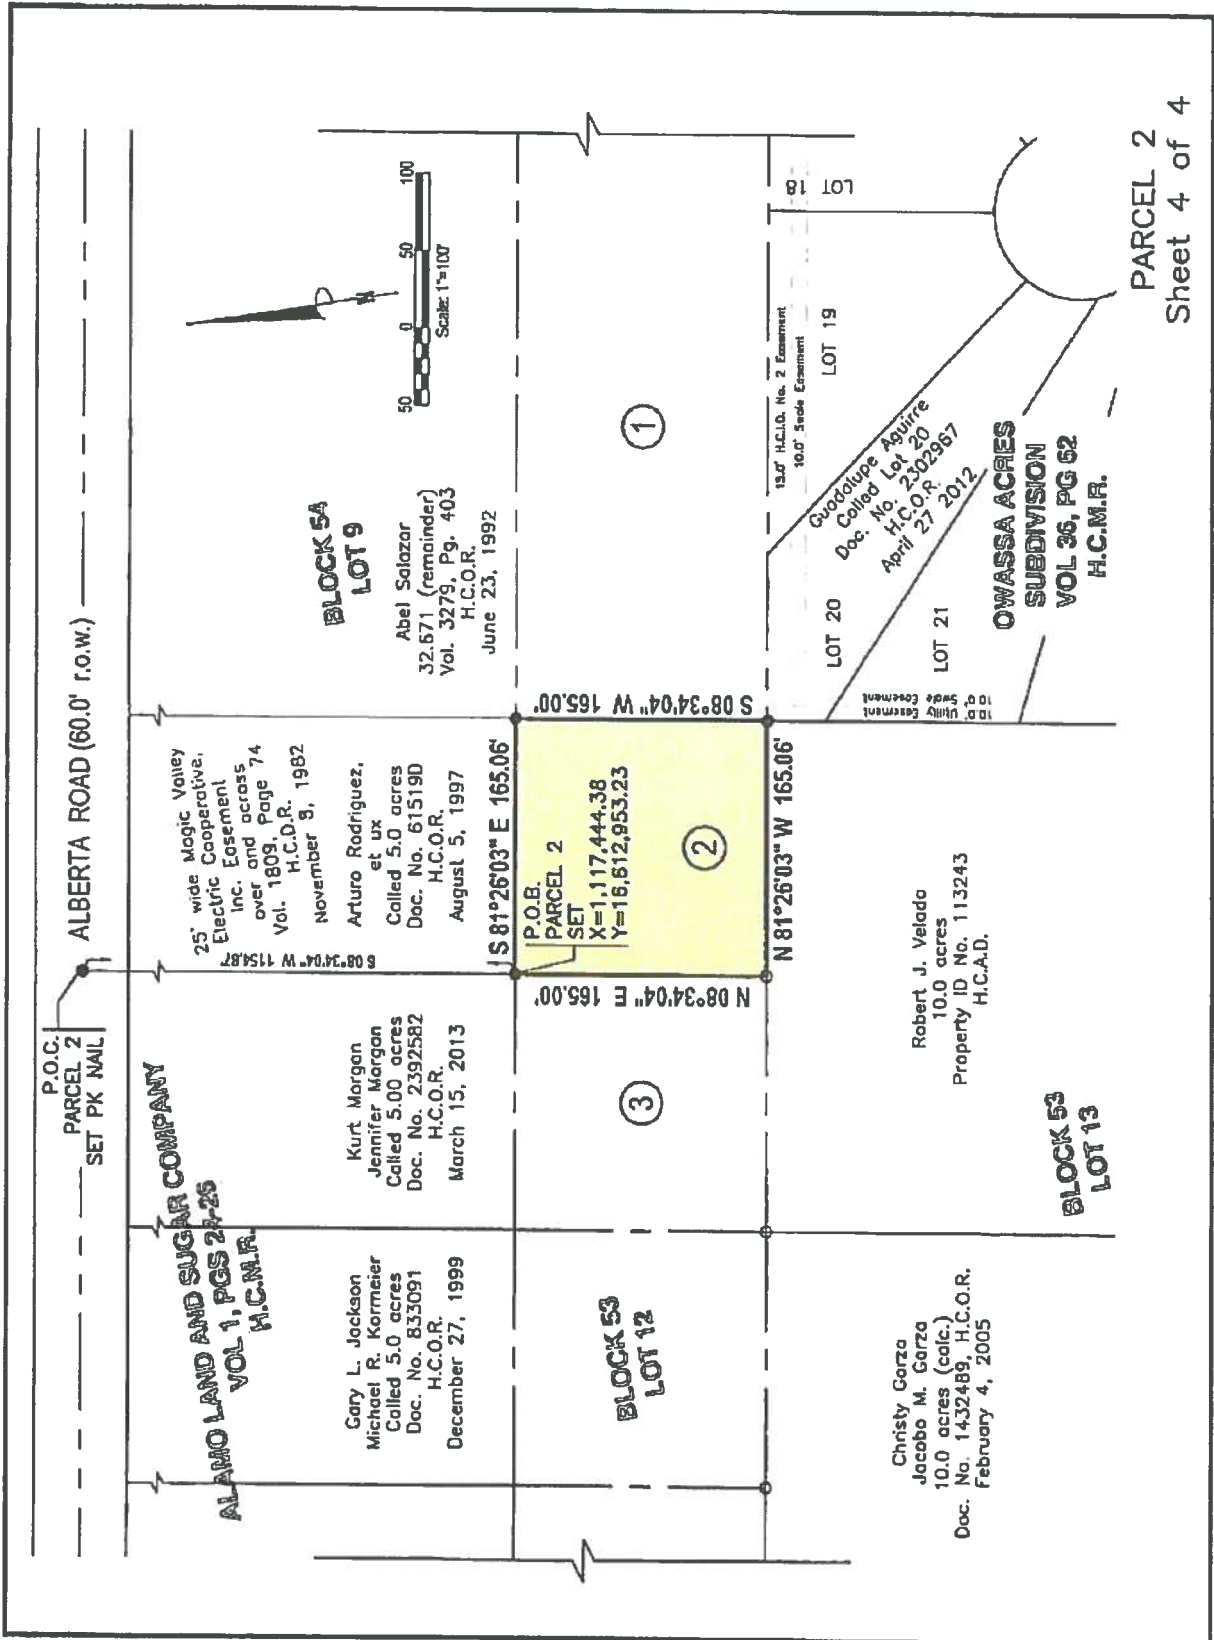 P.O.C.
PARCEL 2
SET PK NAIL
ALBERTA ROAD (60.0' r.o.w.)
ALAMO LAND AND SUGAR COMPANY
VOL 1, PGS 24-26
H.C.M.R.
25' wide Magic Valley
Electric Cooperative,
Inc. Easement
over and across
Vol. 1809, Page 74
H.C.D.R.
November 9, 1982
BLOCK 54
LOT 9
50
0
50
100
Scale: 1"=100'
N
Gary L. Jackson
Michael R. Kormeier
Called 5.0 acres
Doc. No. 833091
H.C.O.R.
December 27, 1999
Kurt Morgan
Jennifer Morgan
Called 5.00 acres
Doc. No. 2392582
H.C.O.R.
March 15, 2013
S 08°34'04" W 1154.87'
Arturo Rodriguez,
et ux
Called 5.0 acres
Doc. No. 615190
H.C.O.R.
August 5, 1997
Abel Salazar
32.671 (remainder)
Vol. 3279, Pg. 403
H.C.O.R.
June 23, 1992
S 81°26'03" E 165.06'
P.O.B.
PARCEL 2
SET
X=1,117,444.38
Y=16,612,953.23
N 08°34'04" E 165.00'
S 08°34'04" W 165.00'
N 81°26'03" W 165.06'
BLOCK 53
LOT 12
3
2
1
15.0' H.C.I.D. No. 2 Easement
10.0' Swale Easement
LOT 18
LOT 19
Guadalupe Aguirre
Called Lot 20
Doc. No. 2302967
H.C.O.R.
April 27 2012
LOT 20
LOT 21
10.0' Utility Easement
10.0' Swale Easement
OWASSA ACRES
SUBDIVISION
VOL 36, PG 62
H.C.M.R.
Christy Garza
Jacobo M. Garza
10.0 acres (calc.)
Doc. No. 1432489, H.C.O.R.
February 4, 2005
Robert J. Velado
10.0 acres
Property ID No. 113243
H.C.A.D.
BLOCK 53
LOT 13
PARCEL 2
Sheet 4 of 4